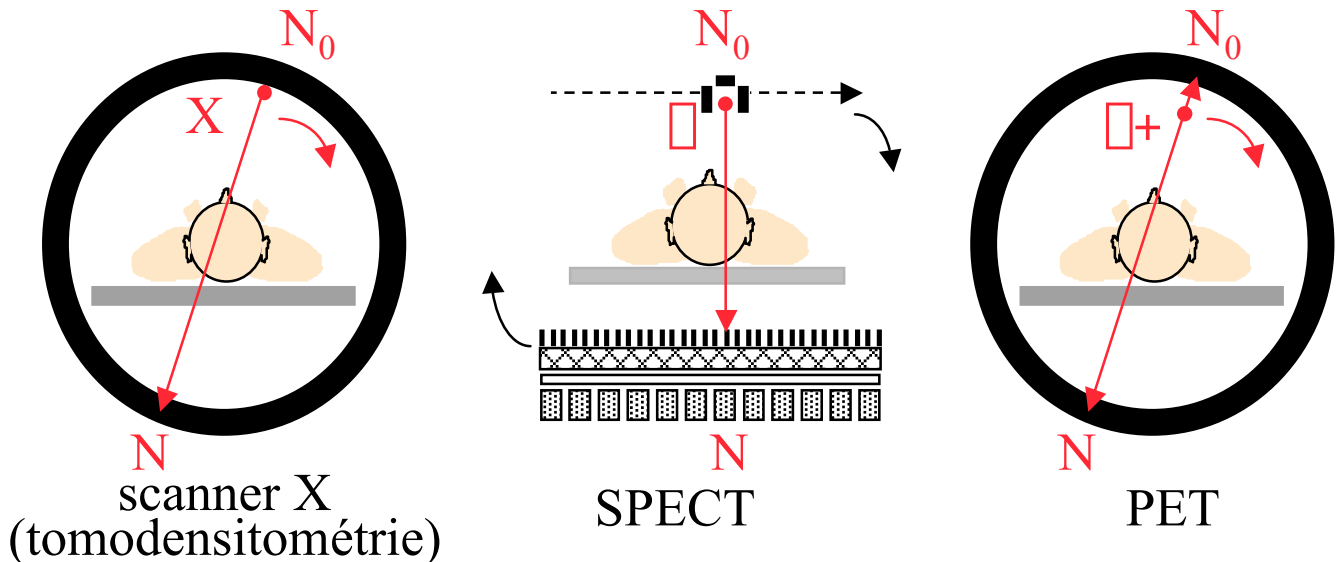 N₀
X
N
scanner X
(tomodensitométrie)
N₀
▯
N
SPECT
N₀
▯+
N
PET